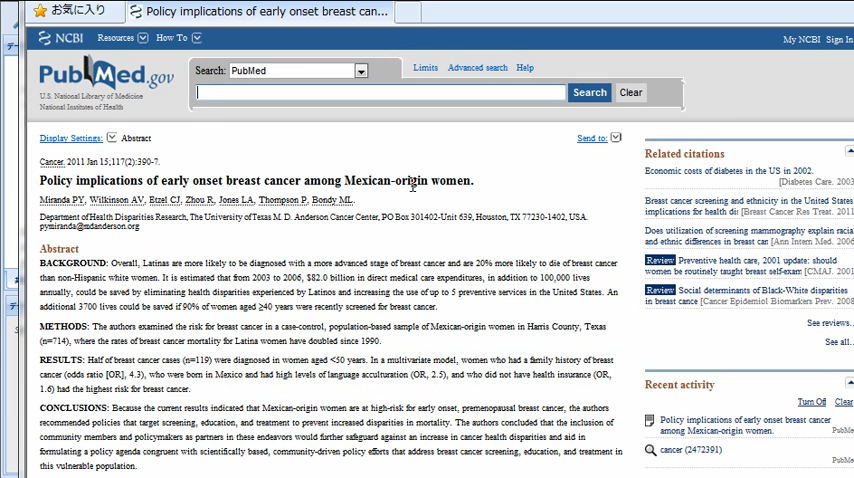 お気に入り
Policy implications of early onset breast can...
NCBI Resources How To
My NCBI Sign In
PubMed.gov
U.S. National Library of Medicine
National Institutes of Health
Search: PubMed
Limits Advanced search Help
Search Clear
Display Settings: Abstract
Send to:
Cancer. 2011 Jan 15;117(2):390-7.
Policy implications of early onset breast cancer among Mexican-origin women.
Miranda PY, Wilkinson AV, Etzel CJ, Zhou R, Jones LA, Thompson P, Bondy ML.
Department of Health Disparities Research, The University of Texas M. D. Anderson Cancer Center, PO Box 301402-Unit 639, Houston, TX 77230-1402, USA.
pymiranda@mdanderson.org
Abstract
BACKGROUND: Overall, Latinas are more likely to be diagnosed with a more advanced stage of breast cancer and are 20% more likely to die of breast cancer
than non-Hispanic white women. It is estimated that from 2003 to 2006, $82.0 billion in direct medical care expenditures, in addition to 100,000 lives
annually, could be saved by eliminating health disparities experienced by Latinos and increasing the use of up to 5 preventive services in the United States. An
additional 3700 lives could be saved if 90% of women aged ≥40 years were recently screened for breast cancer.
METHODS: The authors examined the risk for breast cancer in a case-control, population-based sample of Mexican-origin women in Harris County, Texas
(n=714), where the rates of breast cancer mortality for Latina women have doubled since 1990.
RESULTS: Half of breast cancer cases (n=119) were diagnosed in women aged <50 years. In a multivariate model, women who had a family history of breast
cancer (odds ratio [OR], 4.3), who were born in Mexico and had high levels of language acculturation (OR, 2.5), and who did not have health insurance (OR,
1.6) had the highest risk for breast cancer.
CONCLUSIONS: Because the current results indicated that Mexican-origin women are at high-risk for early onset, premenopausal breast cancer, the authors
recommended policies that target screening, education, and treatment to prevent increased disparities in mortality. The authors concluded that the inclusion of
community members and policymakers as partners in these endeavors would further safeguard against an increase in cancer health disparities and aid in
formulating a policy agenda congruent with scientifically based, community-driven policy efforts that address breast cancer screening, education, and treatment in
this vulnerable population.
Related citations
Economic costs of diabetes in the US in 2002.
[Diabetes Care. 2003
Breast cancer screening and ethnicity in the United States
implications for health di: [Breast Cancer Res Treat. 2011
Does utilization of screening mammography explain racia
and ethnic differences in breast car [Ann Intern Med. 2006
Review Preventive health care, 2001 update: should
women be routinely taught breast self-exam: [CMAJ. 2001
Review Social determinants of Black-White disparities
in breast cance [Cancer Epidemiol Biomarkers Prev. 2008
See reviews...
See all...
Recent activity
Turn Off Clear
Policy implications of early onset breast cancer
among Mexican-origin women. PubMe
cancer (2472391)
PubMe